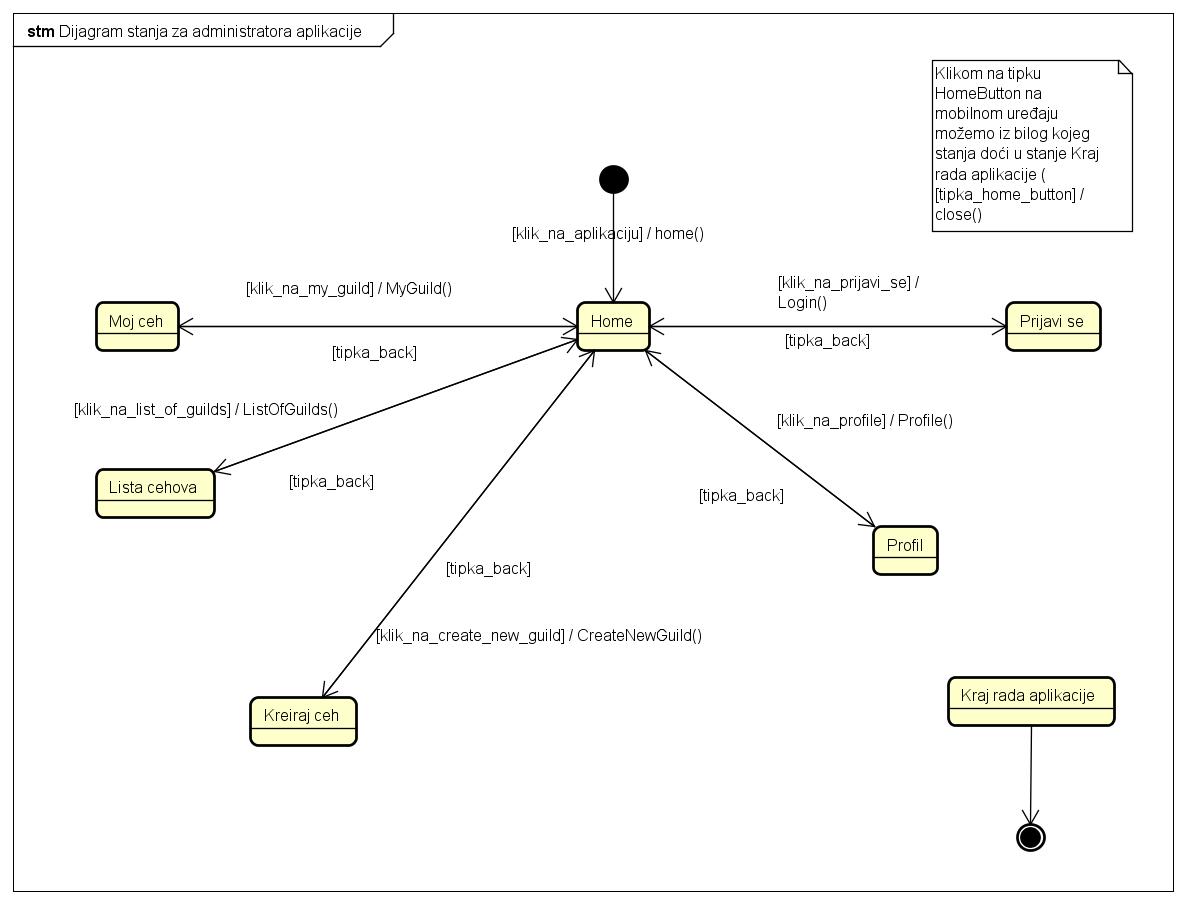 stm Dijagram stanja za administratora aplikacije
Klikom na tipku
HomeButton na
mobilnom uređaju
možemo iz bilog kojeg
stanja doći u stanje Kraj
rada aplikacije (
[tipka_home_button] /
close()
[klik_na_aplikaciju] / home()
[klik_na_my_guild] / MyGuild()
[klik_na_prijavi_se] /
Login()
Moj ceh
Home
Prijavi se
[tipka_back]
[tipka_back]
[klik_na_list_of_guilds] / ListOfGuilds()
[klik_na_profile] / Profile()
Lista cehova
[tipka_back]
[tipka_back]
Profil
[tipka_back]
[klik_na_create_new_guild] / CreateNewGuild()
Kreiraj ceh
Kraj rada aplikacije